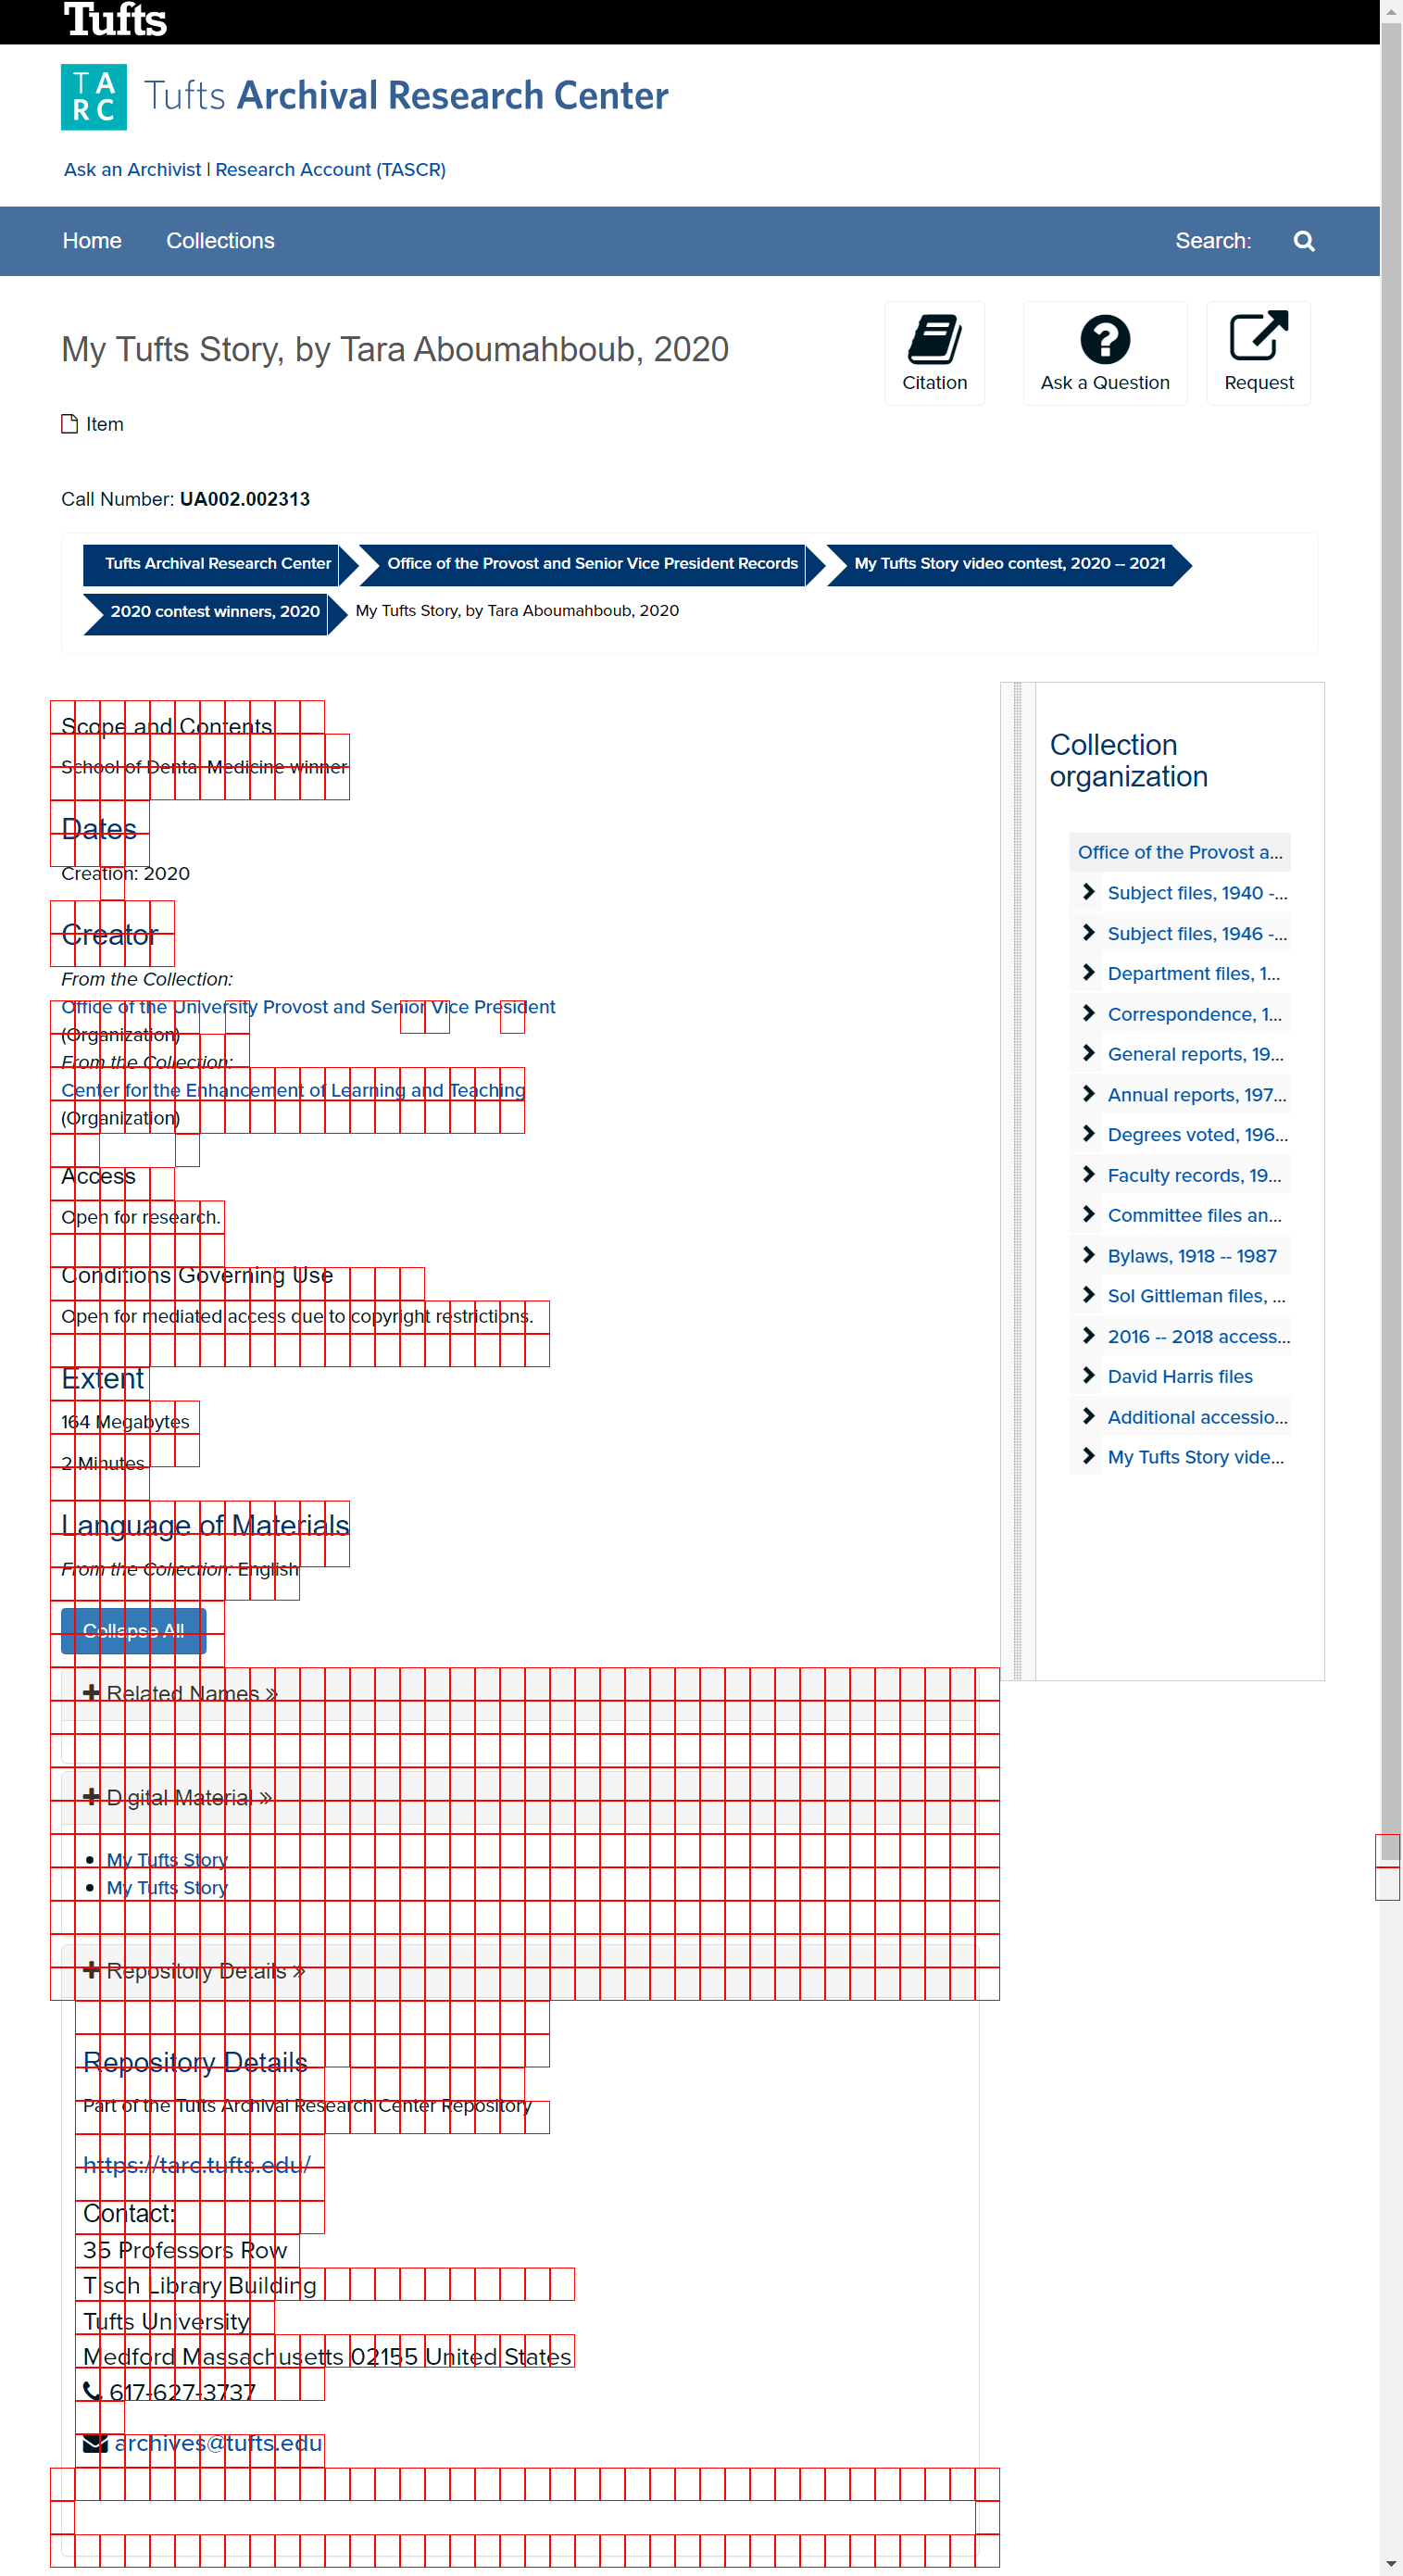 Tufts
TA
RC
Tufts Archival Research Center
Ask an Archivist | Research Account (TASCR)
Home Collections Search:
My Tufts Story, by Tara Aboumahboub, 2020
Citation
Ask a Question
Request
Item
Call Number: UA002.002313
Tufts Archival Research Center
Office of the Provost and Senior Vice President Records
My Tufts Story video contest, 2020 -- 2021
2020 contest winners, 2020
My Tufts Story, by Tara Aboumahboub, 2020
Scope and Contents
School of Dental Medicine winner
Dates
Creation: 2020
Creator
From the Collection:
Office of the University Provost and Senior Vice President
(Organization)
From the Collection:
Center for the Enhancement of Learning and Teaching
(Organization)
Access
Open for research.
Conditions Governing Use
Open for mediated access due to copyright restrictions.
Extent
164 Megabytes
2 Minutes
Language of Materials
From the Collection: English
Collapse All
Related Names »
Digital Material »
My Tufts Story
My Tufts Story
Repository Details »
Repository Details
Part of the Tufts Archival Research Center Repository
https://tarc.tufts.edu/
Contact:
35 Professors Row
Tisch Library Building
Tufts University
Medford Massachusetts 02155 United States
617-627-3737
archives@tufts.edu
Collection
organization
Office of the Provost a...
Subject files, 1940 -...
Subject files, 1946 -...
Department files, 1...
Correspondence, 1...
General reports, 19...
Annual reports, 197...
Degrees voted, 196...
Faculty records, 19...
Committee files an...
Bylaws, 1918 -- 1987
Sol Gittleman files, ...
2016 -- 2018 access...
David Harris files
Additional accessio...
My Tufts Story vide...